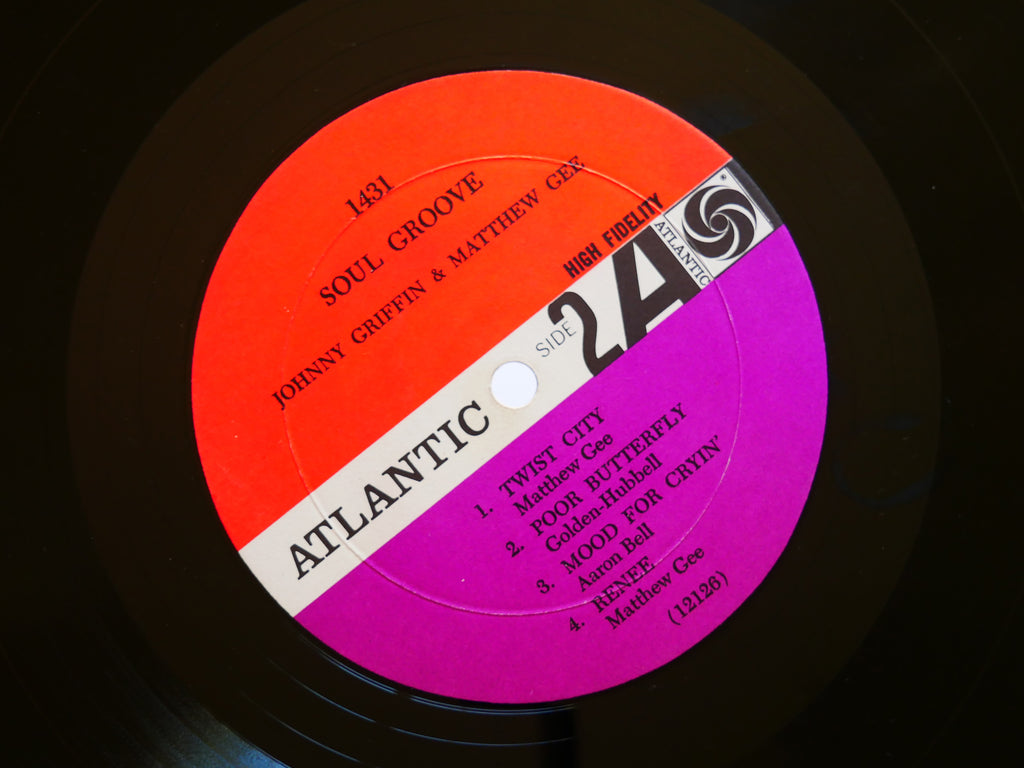 1431
SOUL GROOVE
JOHNNY GRIFFIN & MATTHEW GEE
HIGH FIDELITY
ATLANTIC
SIDE 2 A
ATLANTIC
1. TWIST CITY
Matthew Gee
2. POOR BUTTERFLY
Golden-Hubbell
3. MOOD FOR CRYIN'
Aaron Bell
4. RENEE
Matthew Gee
(12126)